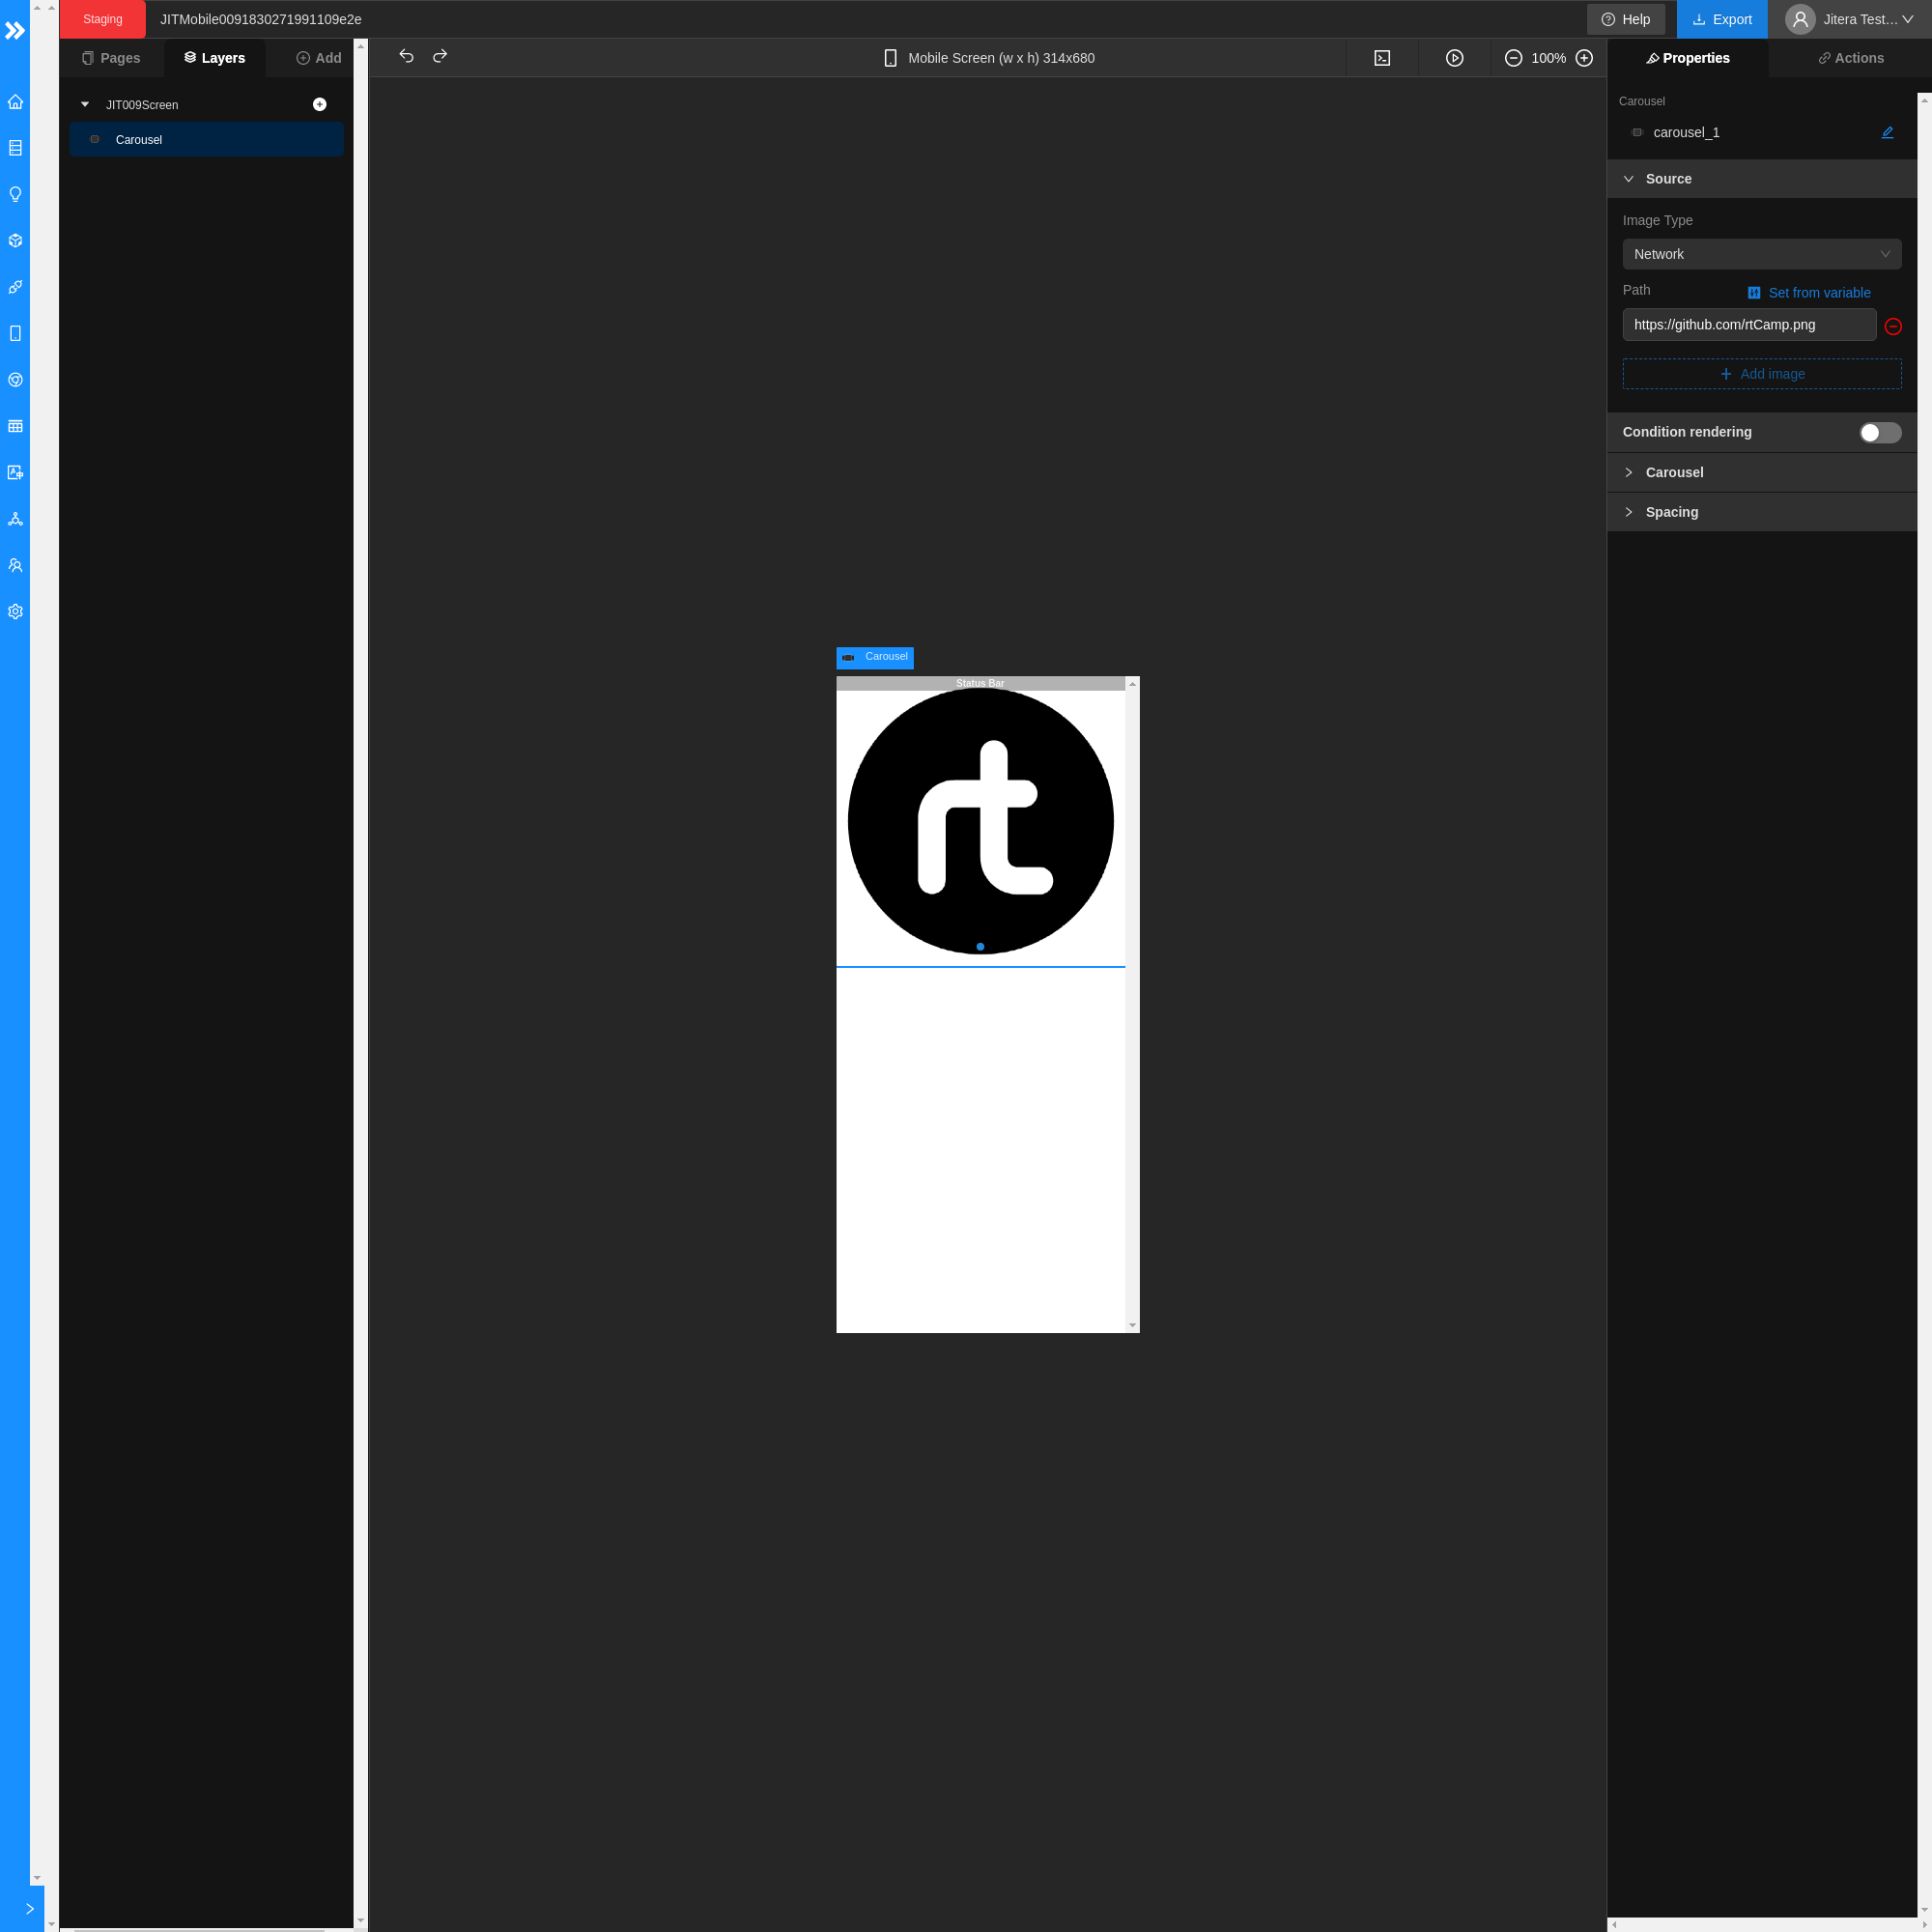 Staging
JITMobile0091830271991109e2e
Help
Export
Jitera Test...
Pages
Layers
Add
Mobile Screen (w x h) 314x680
100%
Properties
Actions
JIT009Screen
Carousel
Carousel
carousel_1
Source
Image Type
Network
Path
Set from variable
https://github.com/rtCamp.png
Add image
Condition rendering
Carousel
Spacing
Carousel
Status Bar
rt